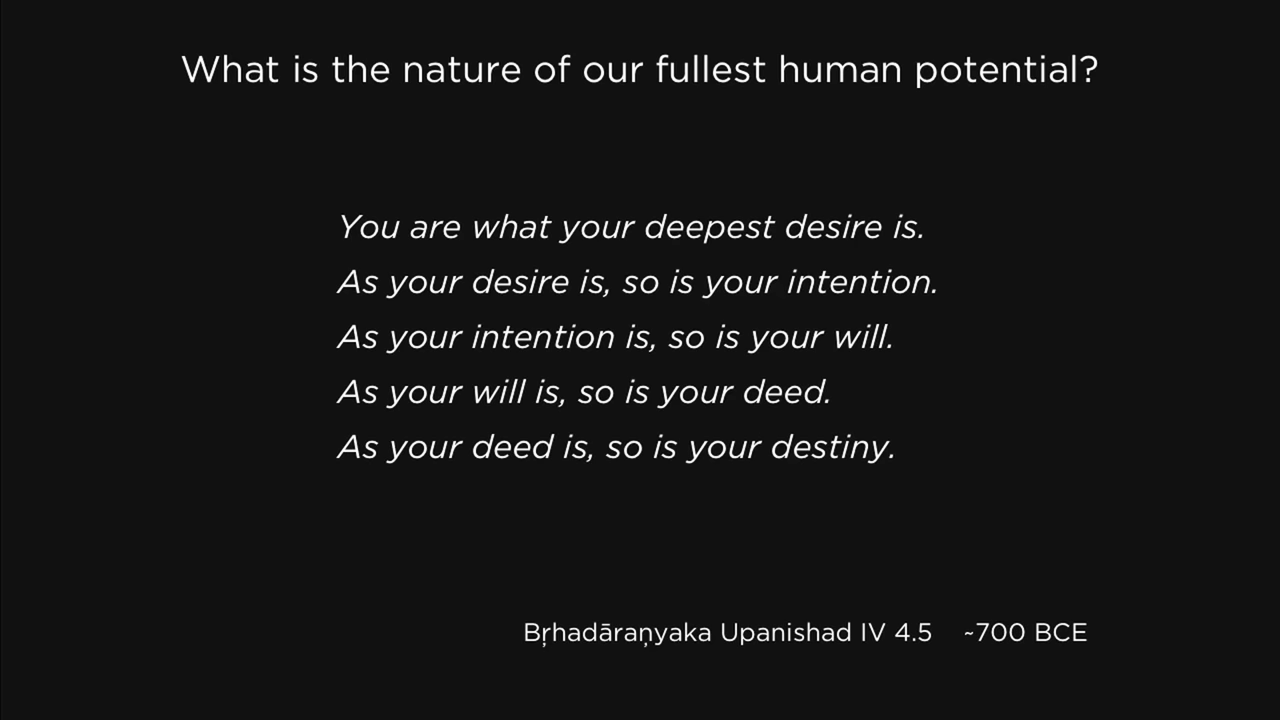 What is the nature of our fullest human potential?
You are what your deepest desire is.
As your desire is, so is your intention.
As your intention is, so is your will.
As your will is, so is your deed.
As your deed is, so is your destiny.
Bṛhadāraṇyaka Upanishad IV 4.5 ~700 BCE